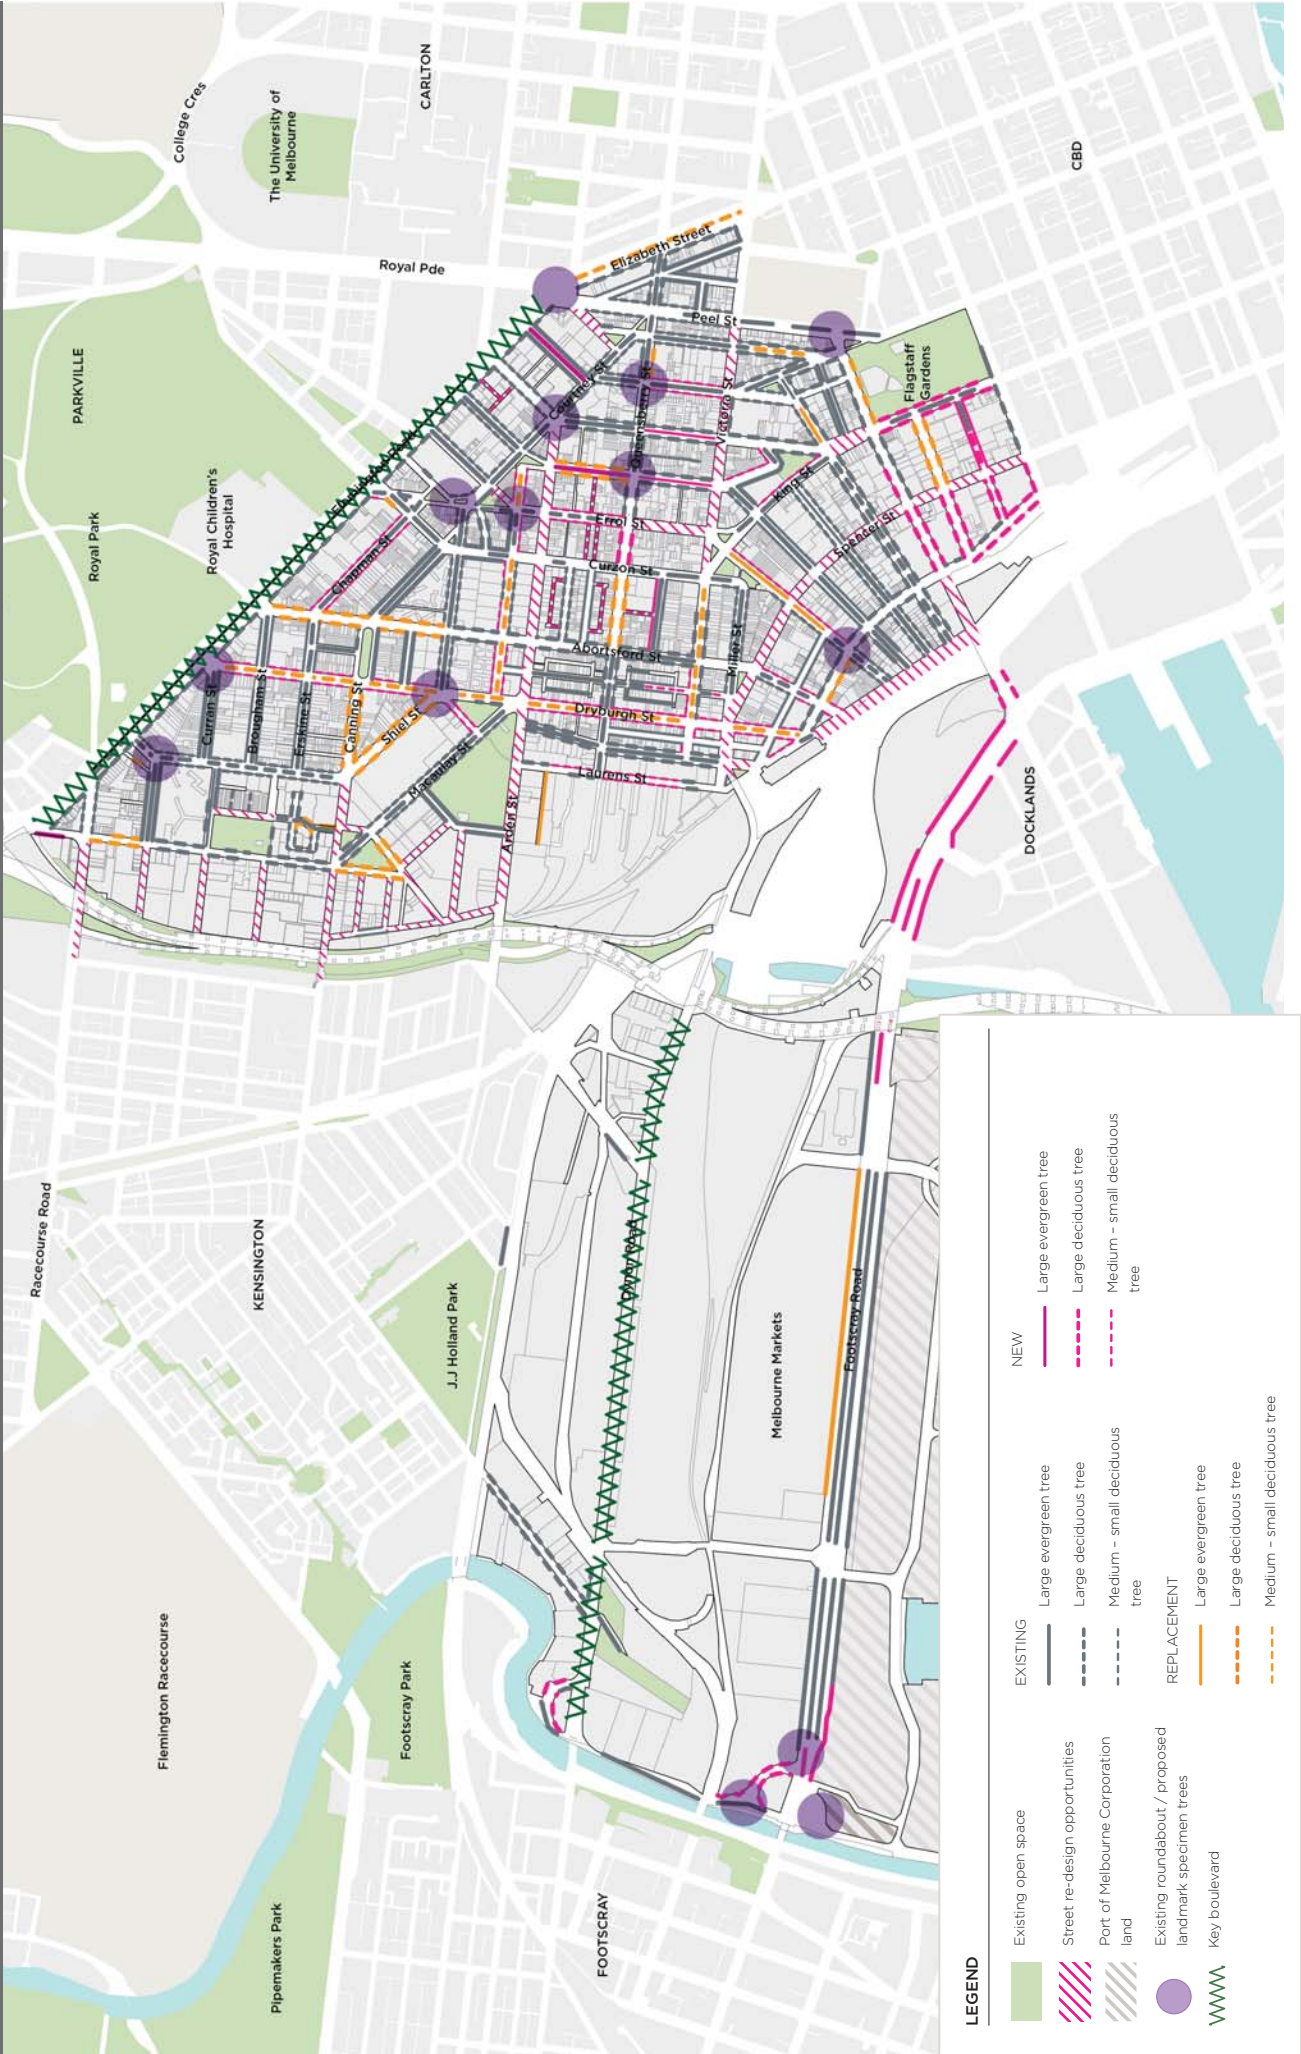 Racecourse Road
Flemington Racecourse
Pipemakers Park
Footscray Park
FOOTSCRAY
KENSINGTON
J.J Holland Park
Dynon Road
Melbourne Markets
Footscray Road
DOCKLANDS
PARKVILLE
Royal Park
Royal Children's
Hospital
College Cres
The University of
Melbourne
CARLTON
Royal Pde
CBD
Elizabeth Street
Peel St
Flagstaff
Gardens
Courtney St
Queensberry St
Victoria St
King St
Errol St
Spencer St
Chapman St
Curzon St
Abortsford St
Miller St
Curran St
Brougham St
Erskine St
Canning St
Shiel St
Dryburgh St
Macaulay St
Laurens St
Arden St
LEGEND
Existing open space
Street re-design opportunities
Port of Melbourne Corporation
land
Existing roundabout / proposed
landmark specimen trees
Key boulevard
EXISTING
Large evergreen tree
Large deciduous tree
Medium – small deciduous
tree
REPLACEMENT
Large evergreen tree
Large deciduous tree
Medium – small deciduous tree
NEW
Large evergreen tree
Large deciduous tree
Medium – small deciduous
tree